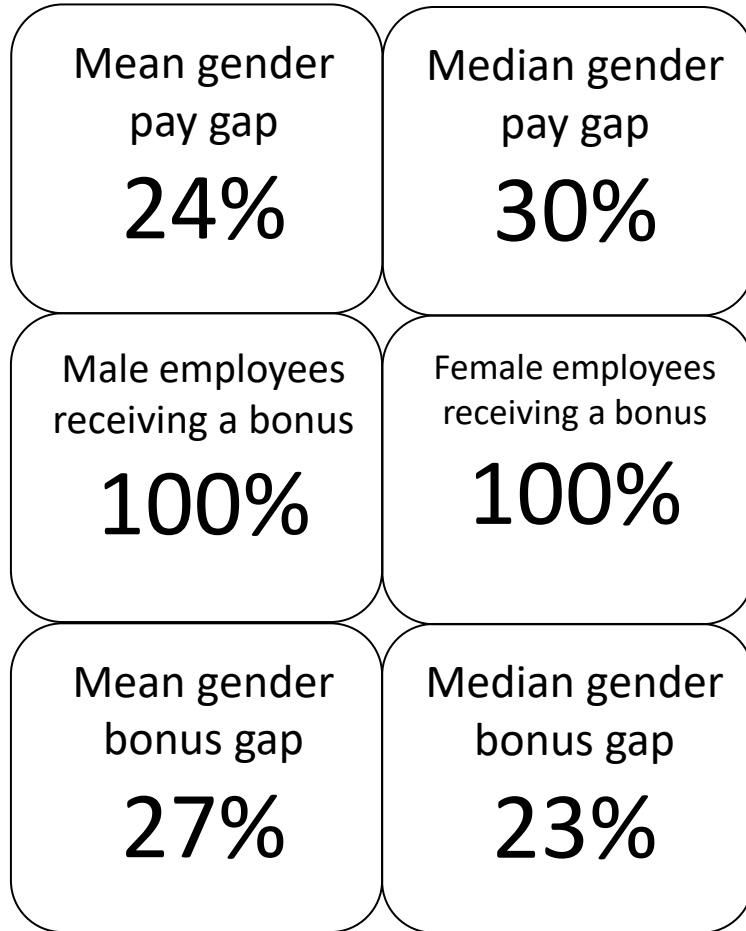 Mean gender
pay gap
24%
Median gender
pay gap
30%
Male employees
receiving a bonus
100%
Female employees
receiving a bonus
100%
Mean gender
bonus gap
27%
Median gender
bonus gap
23%